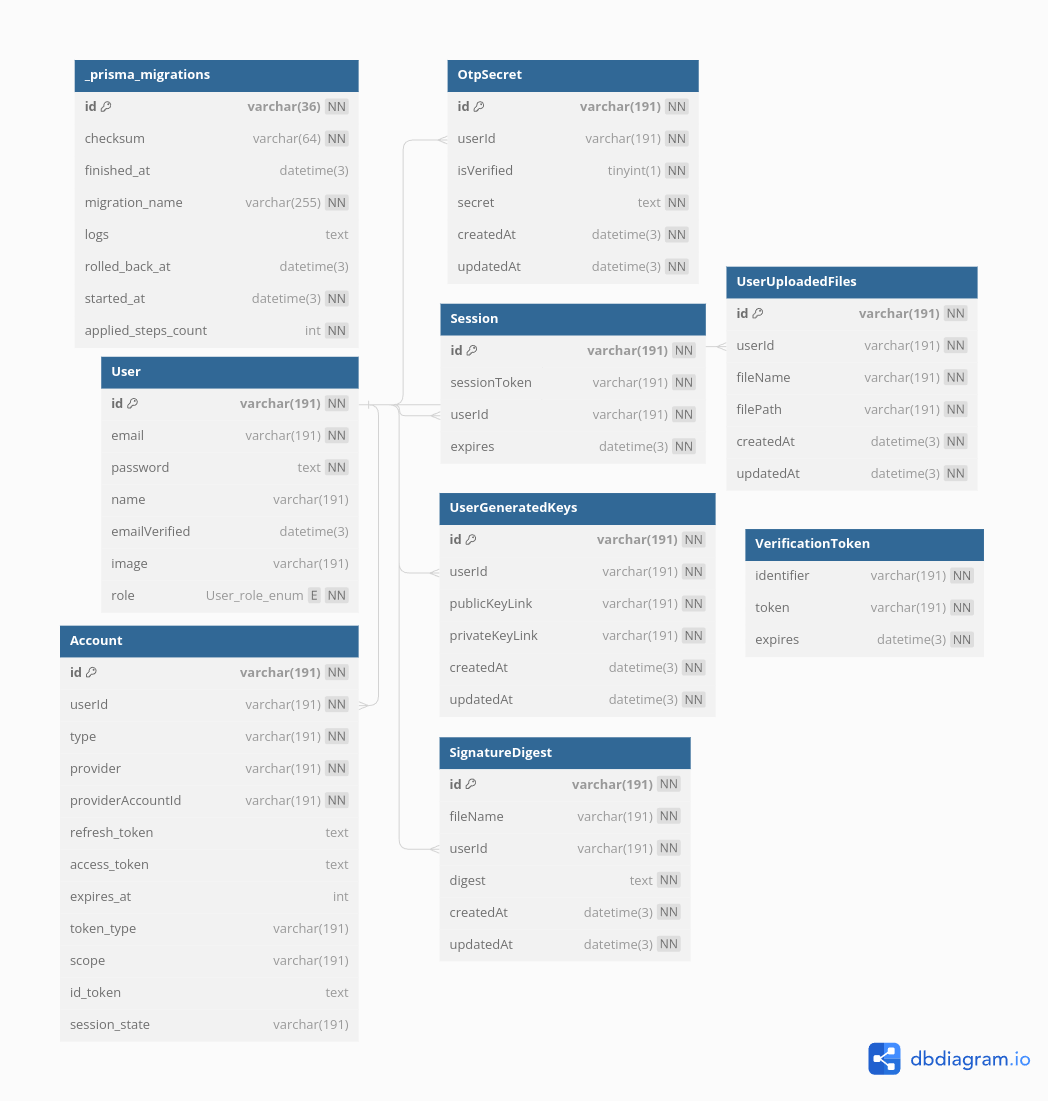 _prisma_migrations
id varchar(36) NN
checksum varchar(64) NN
finished_at datetime(3)
migration_name varchar(255) NN
logs text
rolled_back_at datetime(3)
started_at datetime(3) NN
applied_steps_count int NN
User
id varchar(191) NN
email varchar(191) NN
password text NN
name varchar(191)
emailVerified datetime(3)
image varchar(191)
role User_role_enum E NN
Account
id varchar(191) NN
userId varchar(191) NN
type varchar(191) NN
provider varchar(191) NN
providerAccountId varchar(191) NN
refresh_token text
access_token text
expires_at int
token_type varchar(191)
scope varchar(191)
id_token text
session_state varchar(191)
OtpSecret
id varchar(191) NN
userId varchar(191) NN
isVerified tinyint(1) NN
secret text NN
createdAt datetime(3) NN
updatedAt datetime(3) NN
Session
id varchar(191) NN
sessionToken varchar(191) NN
userId varchar(191) NN
expires datetime(3) NN
UserGeneratedKeys
id varchar(191) NN
userId varchar(191) NN
publicKeyLink varchar(191) NN
privateKeyLink varchar(191) NN
createdAt datetime(3) NN
updatedAt datetime(3) NN
SignatureDigest
id varchar(191) NN
fileName varchar(191) NN
userId varchar(191) NN
digest text NN
createdAt datetime(3) NN
updatedAt datetime(3) NN
UserUploadedFiles
id varchar(191) NN
userId varchar(191) NN
fileName varchar(191) NN
filePath varchar(191) NN
createdAt datetime(3) NN
updatedAt datetime(3) NN
VerificationToken
identifier varchar(191) NN
token varchar(191) NN
expires datetime(3) NN
dbdiagram.io